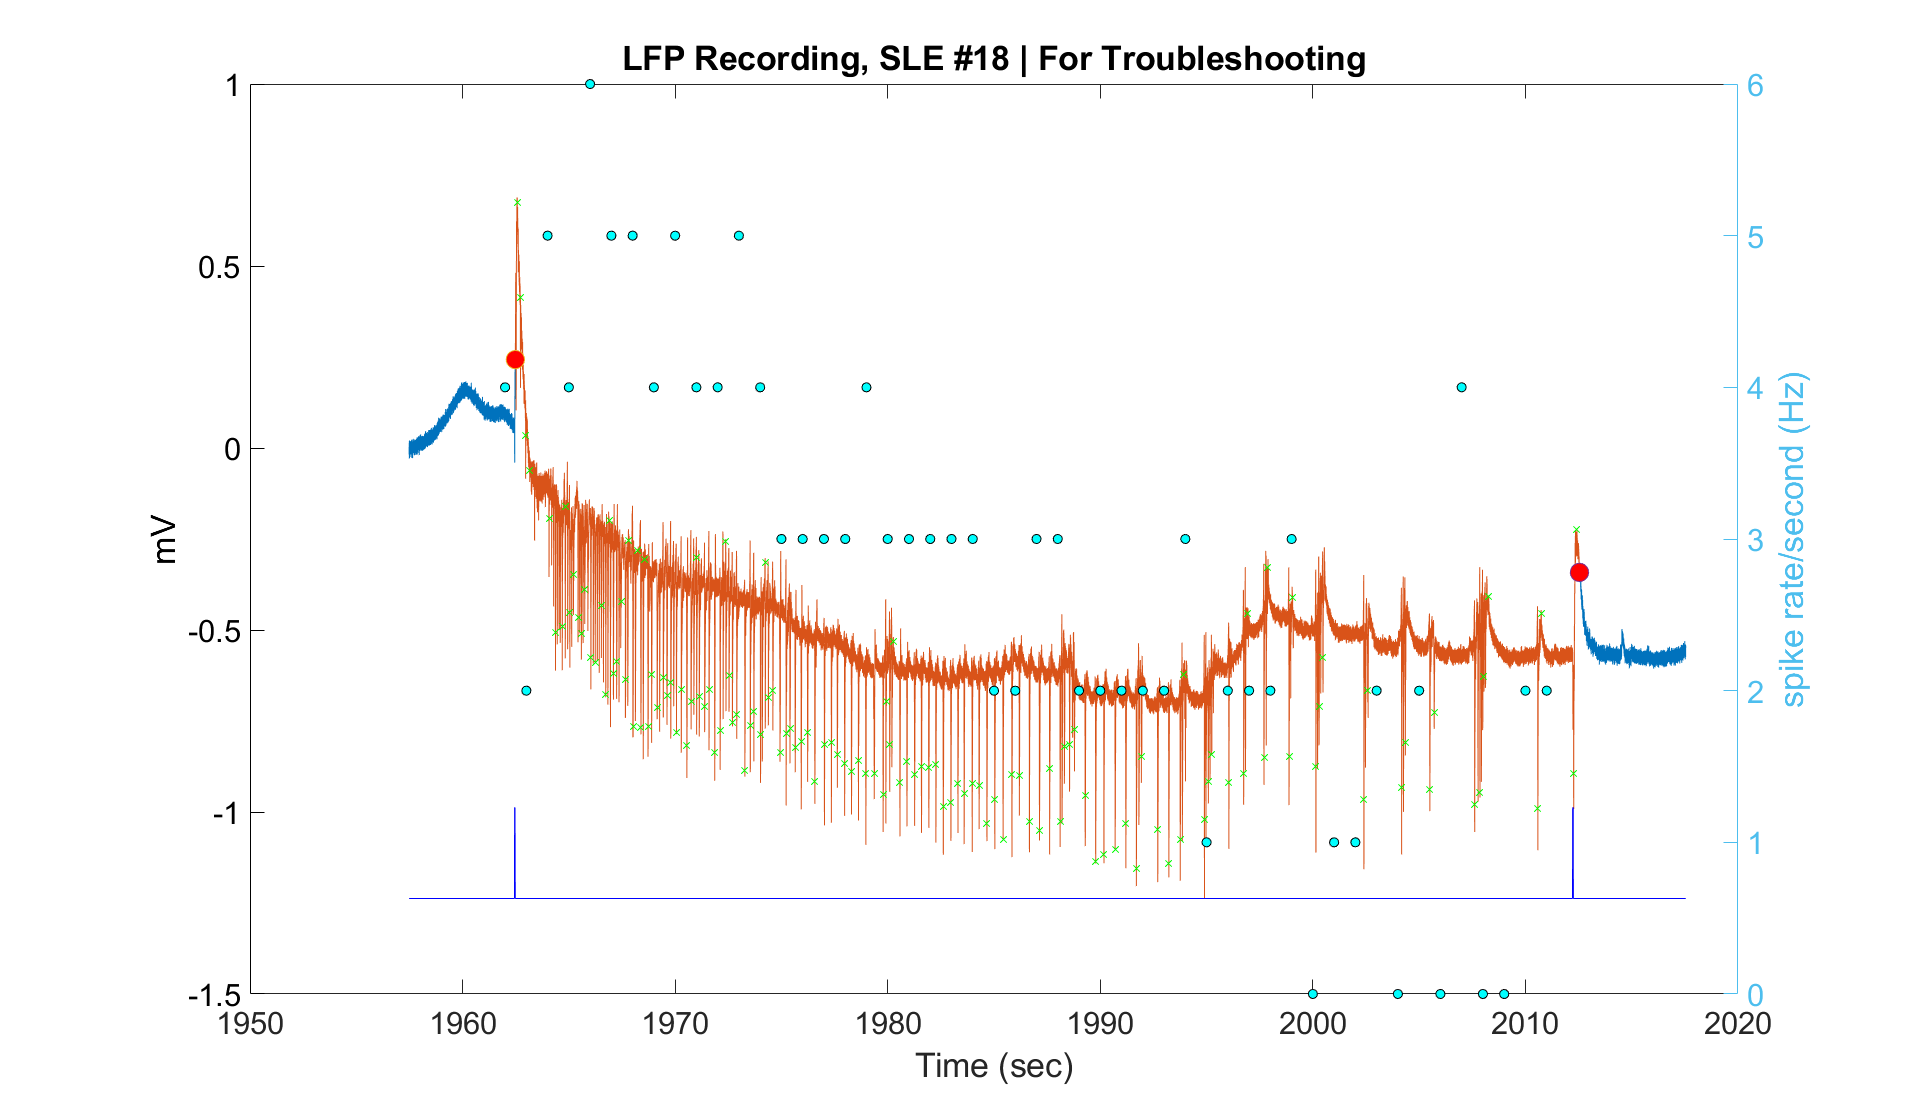 LFP Recording, SLE #18 | For Troubleshooting
1
0.5
0
-0.5
-1
-1.5
mV
6
5
4
3
2
1
0
spike rate/second (Hz)
1950 1960 1970 1980 1990 2000 2010 2020
Time (sec)